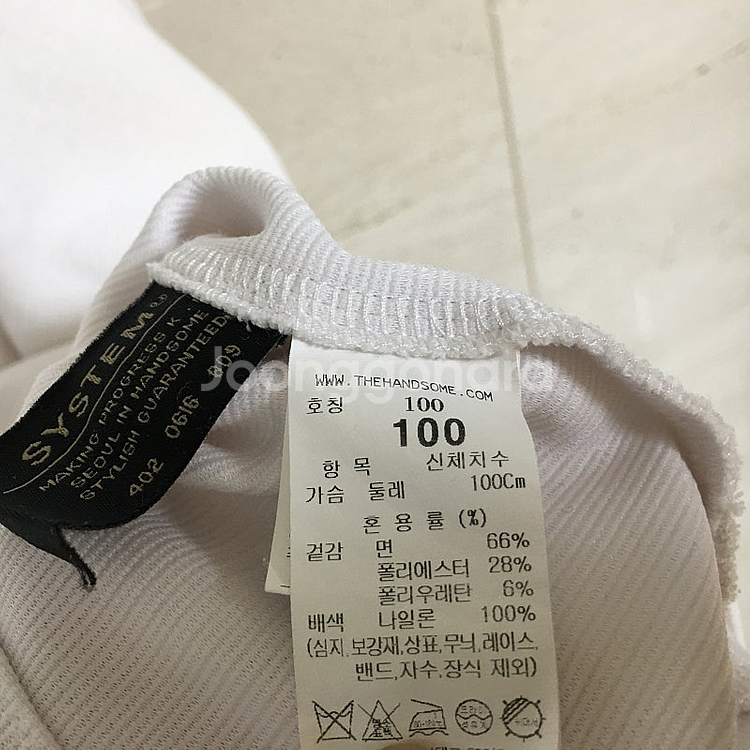 SYSTEM
MAKING PROGRESS K.
SEOUL IN HANDSOME
STYLISH GUARANTEED
402 0616 979
Joonggonara
WWW.THEHANDSOME.COM
호칭 100
100
항 목 신체치수
가슴 둘레 100Cm
혼 용 률 (%)
겉감 면 66%
폴리에스터 28%
폴리우레탄 6%
배색 나일론 100%
(심지,보강재,상표,무늬,레이스,
밴드,자수,장식 제외)